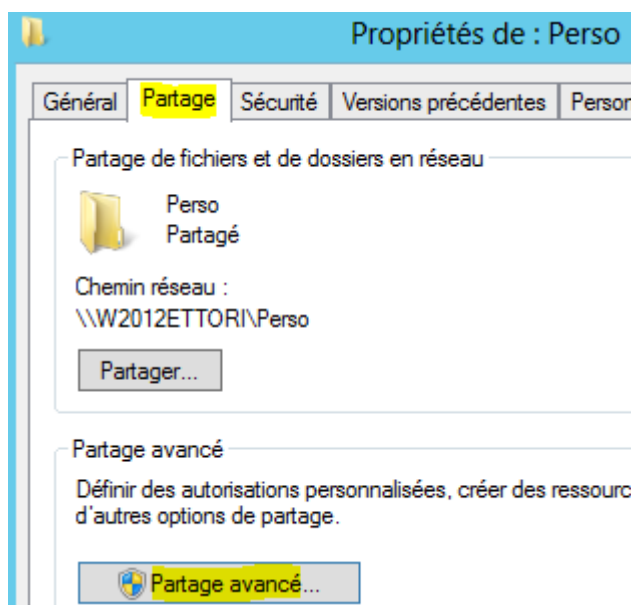 Propriétés de : Perso
Général Partage Sécurité Versions précédentes Person
Partage de fichiers et de dossiers en réseau
Perso
Partagé
Chemin réseau :
\\W2012ETTORI\Perso
Partager...
Partage avancé
Définir des autorisations personnalisées, créer des ressourc
d'autres options de partage.
Partage avancé...